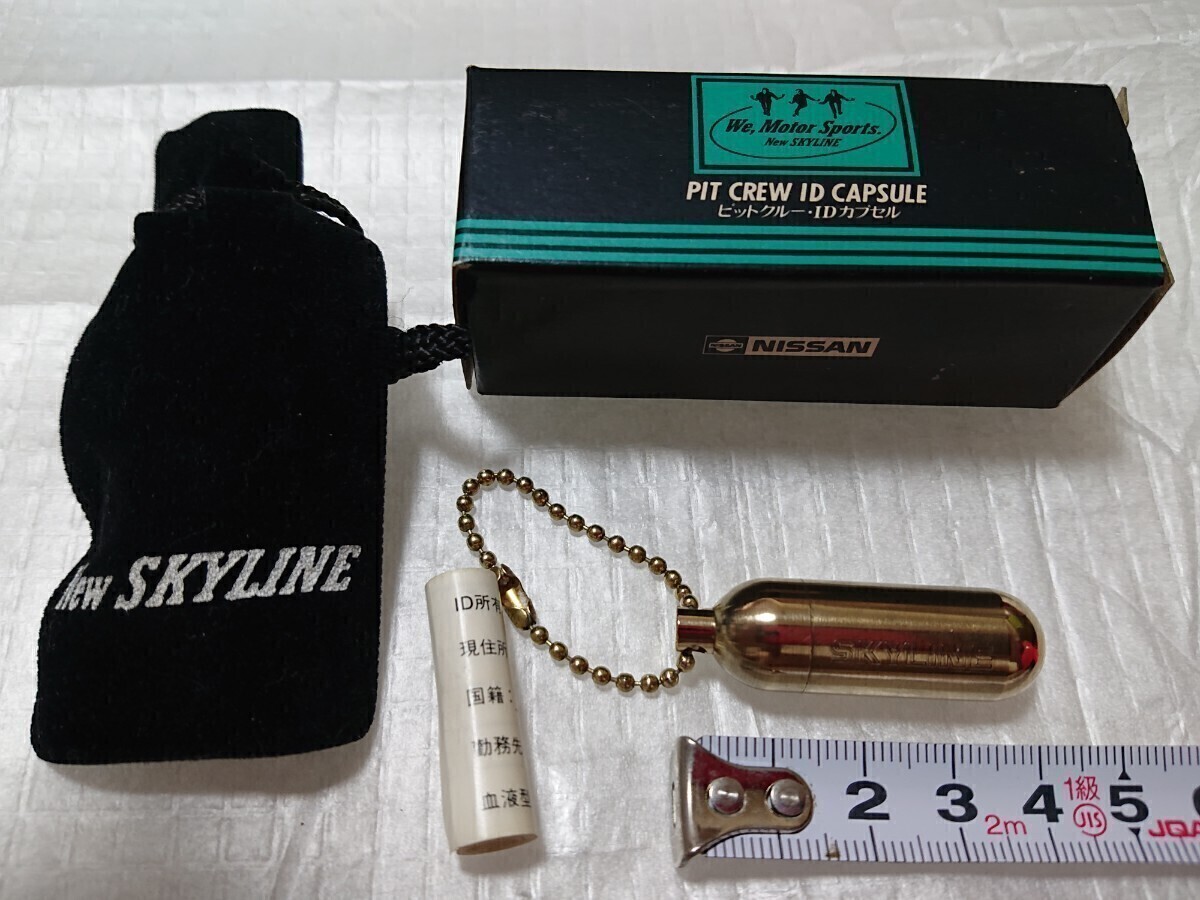 We, Motor Sports.
New SKYLINE
PIT CREW ID CAPSULE
ピットクルー・IDカプセル
NISSAN NISSAN
New SKYLINE
ID所
現住所
国籍:
勤務先
血液型
SKYLINE
2 3 4 5
2m
1級
JIS